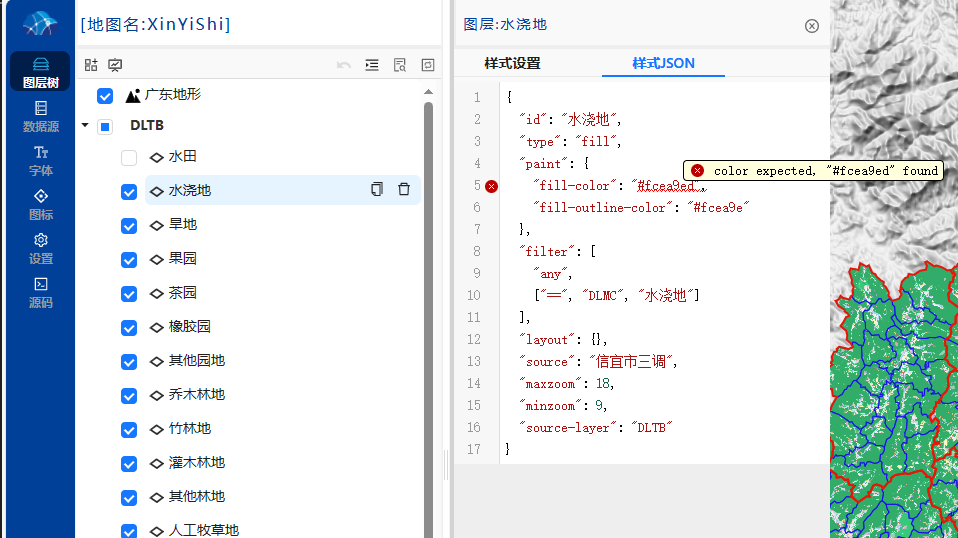 [地图名:XinYiShi]
图层树
数据源
字体
图标
设置
源码
广东地形
DLTB
水田
水浇地
旱地
果园
茶园
橡胶园
其他园地
乔木林地
竹林地
灌木林地
其他林地
人工牧草地
图层:水浇地
样式设置
样式JSON
1 {
2 "id": "水浇地",
3 "type": "fill",
4 "paint": {
5 "fill-color": "#fcea9ed",
6 "fill-outline-color": "#fcea9e"
7 },
8 "filter": [
9 "any",
10 ["==", "DLMC", "水浇地"]
11 ],
12 "layout": {},
13 "source": "信宜市三调",
14 "maxzoom": 18,
15 "minzoom": 9,
16 "source-layer": "DLTB"
17 }
color expected, "#fcea9ed" found